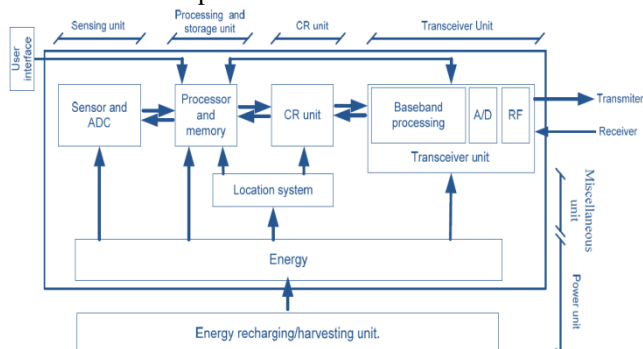 Sensing unit
Processing and
storage unit
CR unit
Transceiver Unit
User
interface
Sensor and
ADC
Processor
and
memory
CR unit
Baseband
processing
A/D
RF
Transceiver unit
Transmiter
Receiver
Location system
Miscellaneous
unit
Energy
Power unit
Energy recharging/harvesting unit.